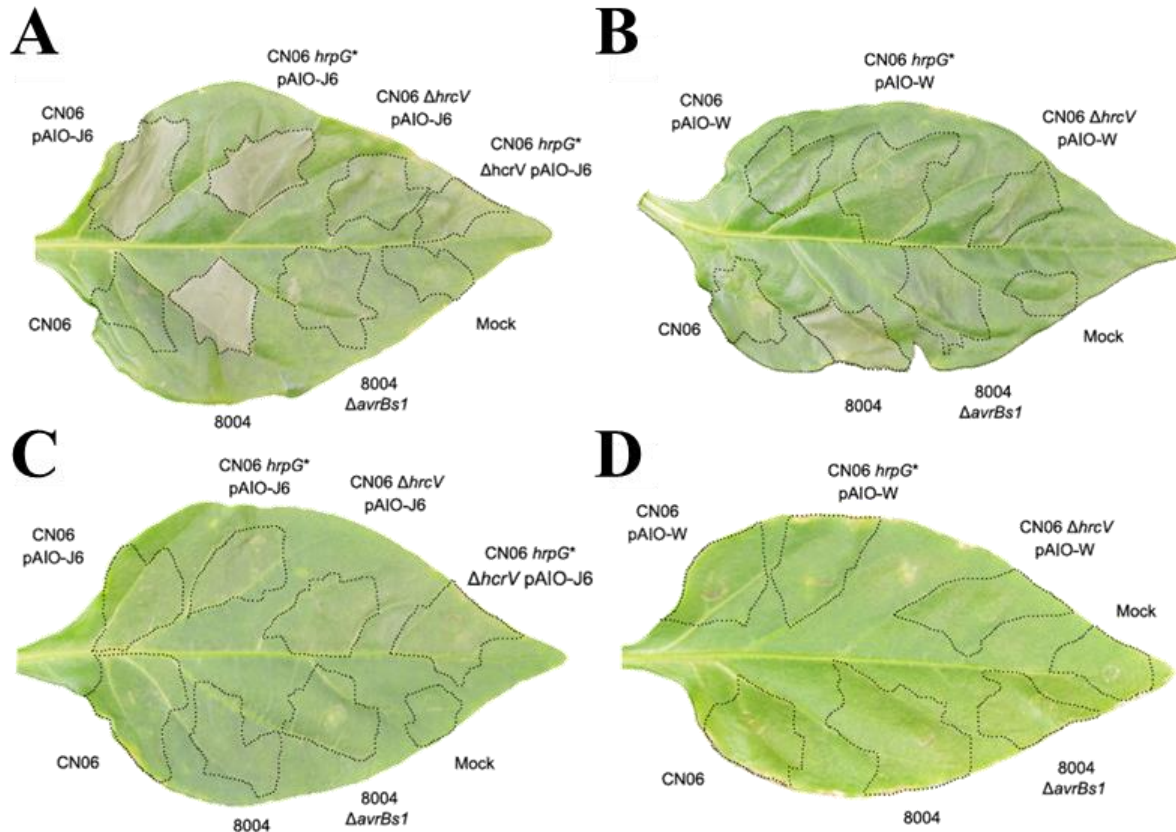 A
CN06 hrpG*
pAIO-J6
CN06
pAIO-J6
CN06 ΔhrcV
pAIO-J6
CN06 hrpG*
ΔhcrV pAIO-J6
CN06
8004
8004
ΔavrBs1
Mock
B
CN06 hrpG*
pAIO-W
CN06
pAIO-W
CN06 ΔhrcV
pAIO-W
CN06
8004
8004
ΔavrBs1
Mock
C
CN06 hrpG*
pAIO-J6
CN06
pAIO-J6
CN06 ΔhrcV
pAIO-J6
CN06 hrpG*
ΔhcrV pAIO-J6
CN06
8004
8004
ΔavrBs1
Mock
D
CN06 hrpG*
pAIO-W
CN06
pAIO-W
CN06 ΔhrcV
pAIO-W
Mock
CN06
8004
8004
ΔavrBs1